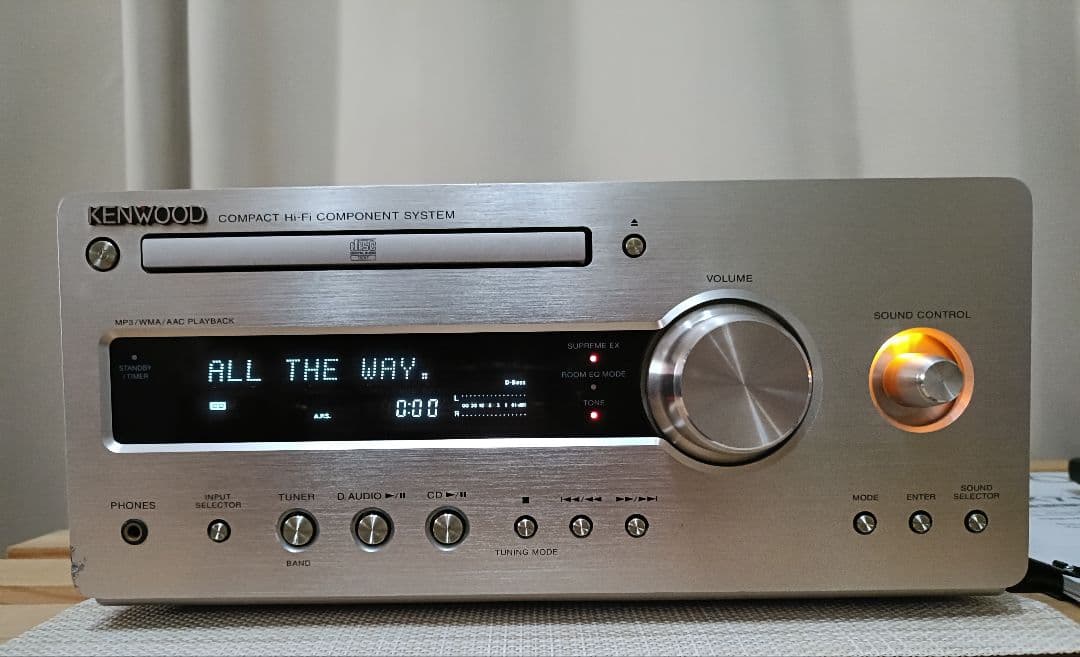 KENWOOD COMPACT Hi-Fi COMPONENT SYSTEM
disc
VOLUME
SOUND CONTROL
MP3/WMA/AAC PLAYBACK
STANDBY
/TIMER
ALL THE WAY.
D-Bass
A.P.S.
0:00
L
R
SUPREME EX
ROOM EQ MODE
TONE
PHONES
INPUT
SELECTOR
TUNER
BAND
D.AUDIO ►/II
CD ►/II
■
I◄◄/◄◄
►►/►►I
TUNING MODE
MODE
ENTER
SOUND
SELECTOR